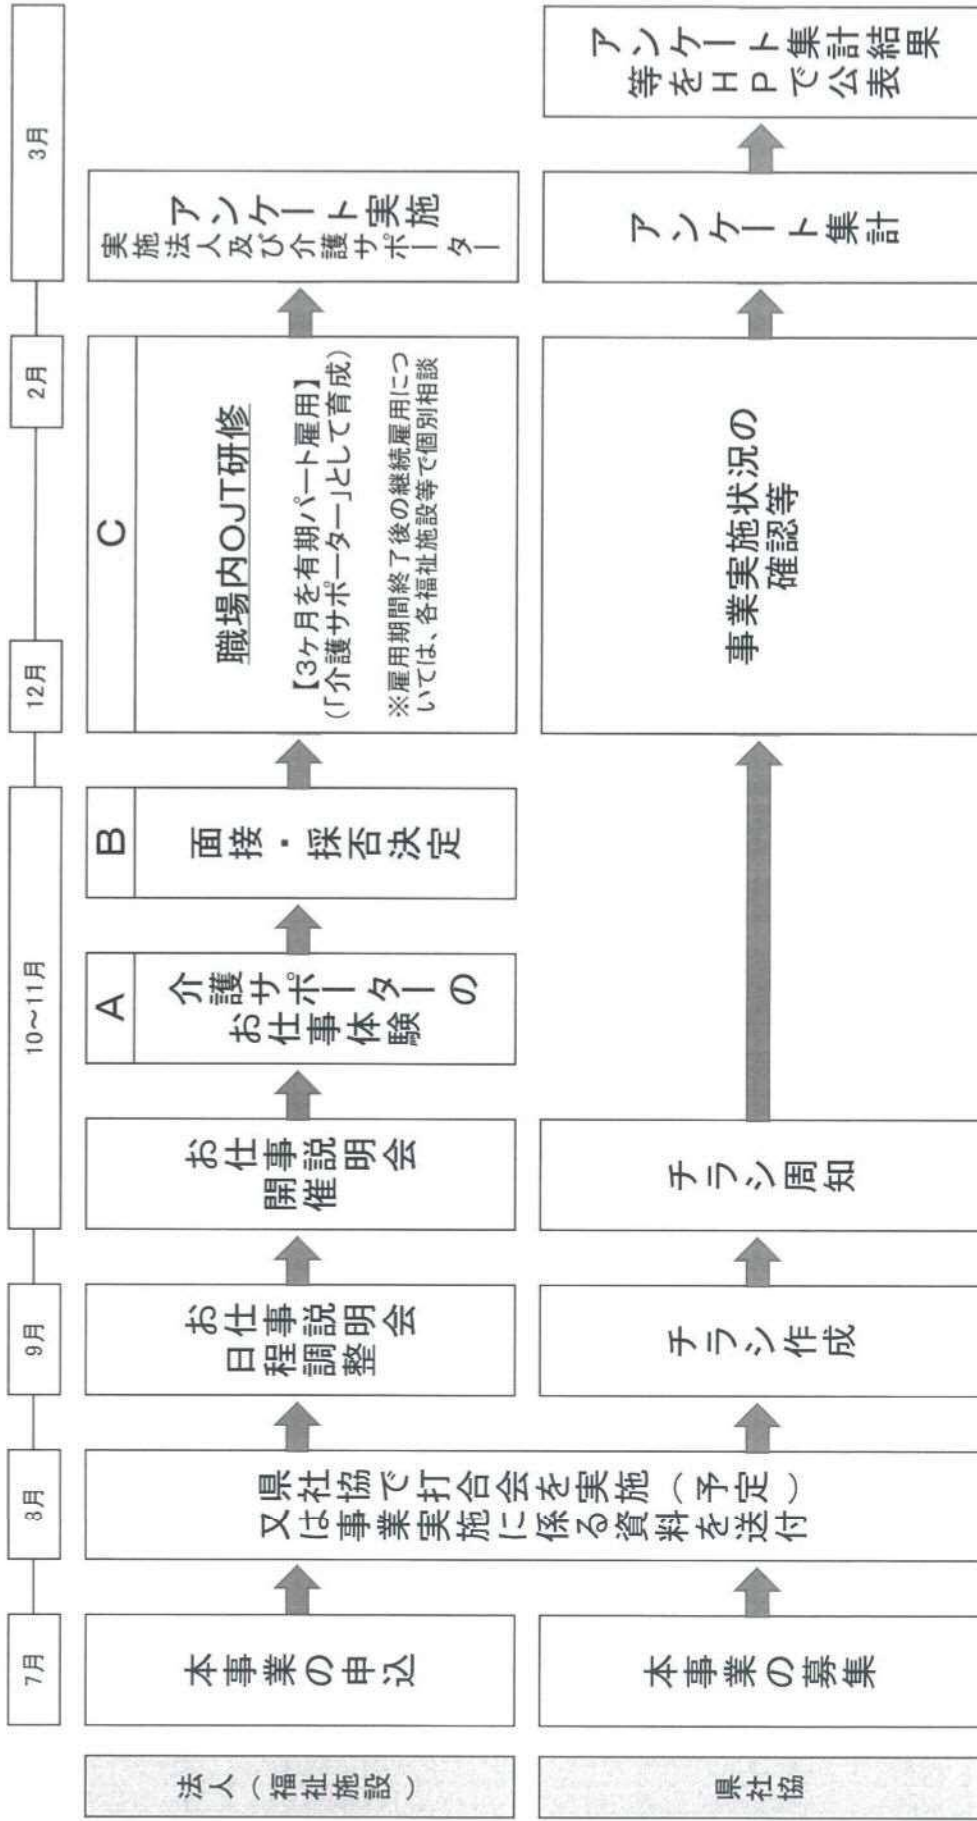 7月
8月
9月
10～11月
12月
2月
3月
法人（福祉施設）
本事業の申込
県社協で打合会を実施（予定）
又は事業実施に係る資料を送付
お仕事説明会
日程調整
お仕事説明会
開催
A
介護サポーターの
お仕事体験
B
面接・採否決定
C
職場内OJT研修
【3ヶ月を有期パート雇用】
（「介護サポーター」として育成）
※雇用期間終了後の継続雇用につ
いては、各福祉施設等で個別相談
アンケート実施
実施法人及び介護サポーター
県社協
本事業の募集
チラシ作成
チラシ周知
事業実施状況の
確認等
アンケート集計
アンケート集計結果
等をHPで公表